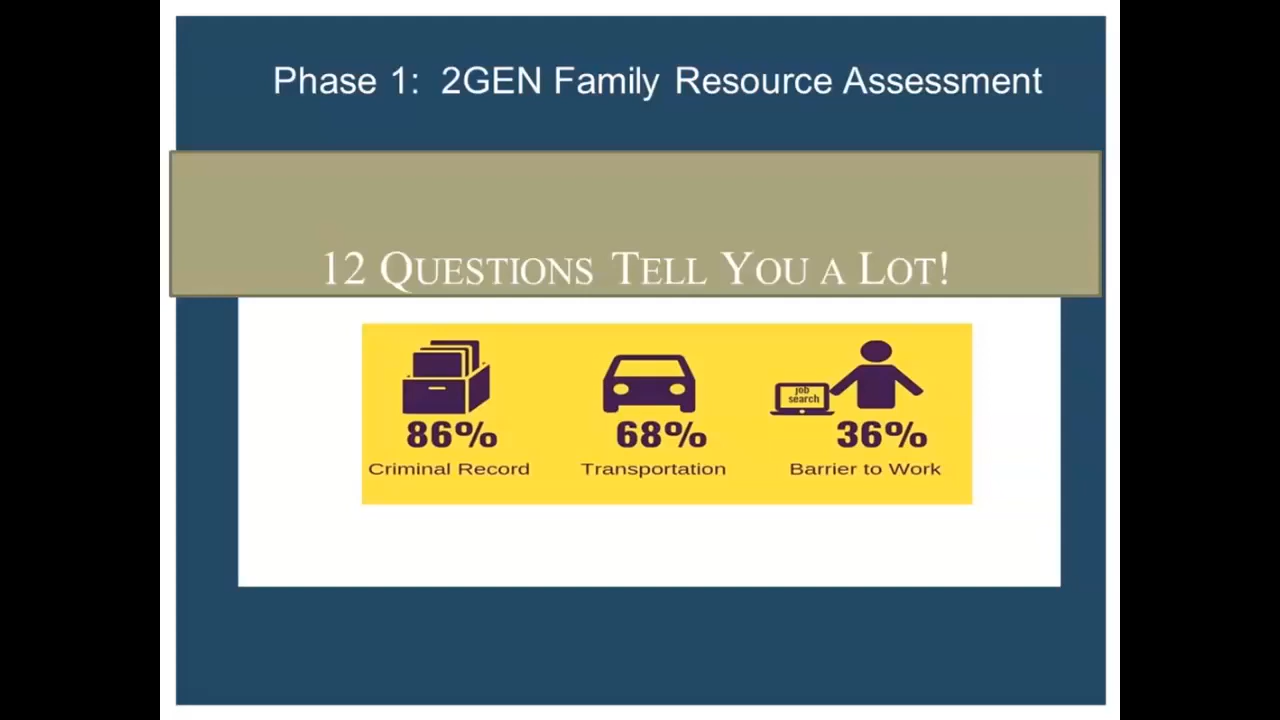 Phase 1: 2GEN Family Resource Assessment
12 QUESTIONS TELL YOU A LOT!
job
search
86% 68% 36%
Criminal Record Transportation Barrier to Work